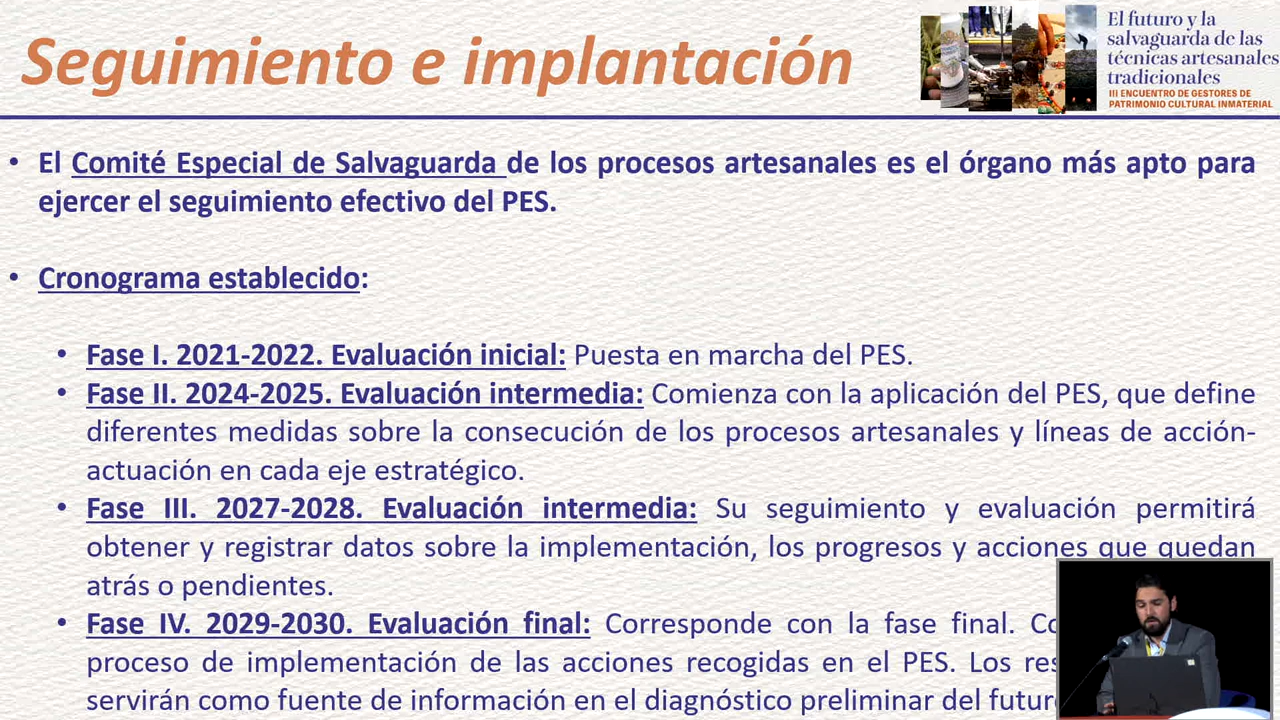 Seguimiento e implantación
El futuro y la
salvaguarda de las
técnicas artesanales
tradicionales
III ENCUENTRO DE GESTORES DE
PATRIMONIO CULTURAL INMATERIAL
• El Comité Especial de Salvaguarda de los procesos artesanales es el órgano más apto para
ejercer el seguimiento efectivo del PES.
• Cronograma establecido:
• Fase I. 2021-2022. Evaluación inicial: Puesta en marcha del PES.
• Fase II. 2024-2025. Evaluación intermedia: Comienza con la aplicación del PES, que define
diferentes medidas sobre la consecución de los procesos artesanales y líneas de acción-
actuación en cada eje estratégico.
• Fase III. 2027-2028. Evaluación intermedia: Su seguimiento y evaluación permitirá
obtener y registrar datos sobre la implementación, los progresos y acciones que quedan
atrás o pendientes.
• Fase IV. 2029-2030. Evaluación final: Corresponde con la fase final.
proceso de implementación de las acciones recogidas en el PES. Los
servirán como fuente de información en el diagnóstico preliminar del